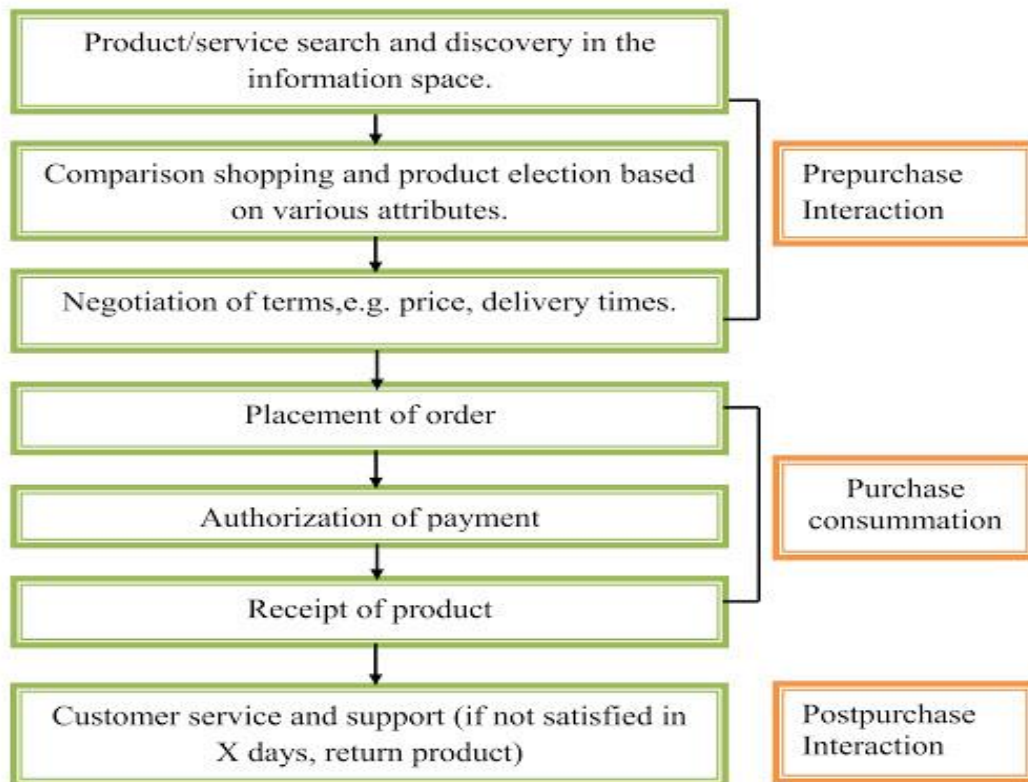 Product/service search and discovery in the
information space.
Comparison shopping and product election based
on various attributes.
Prepurchase
Interaction
Negotiation of terms,e.g. price, delivery times.
Placement of order
Authorization of payment
Purchase
consummation
Receipt of product
Customer service and support (if not satisfied in
X days, return product)
Postpurchase
Interaction